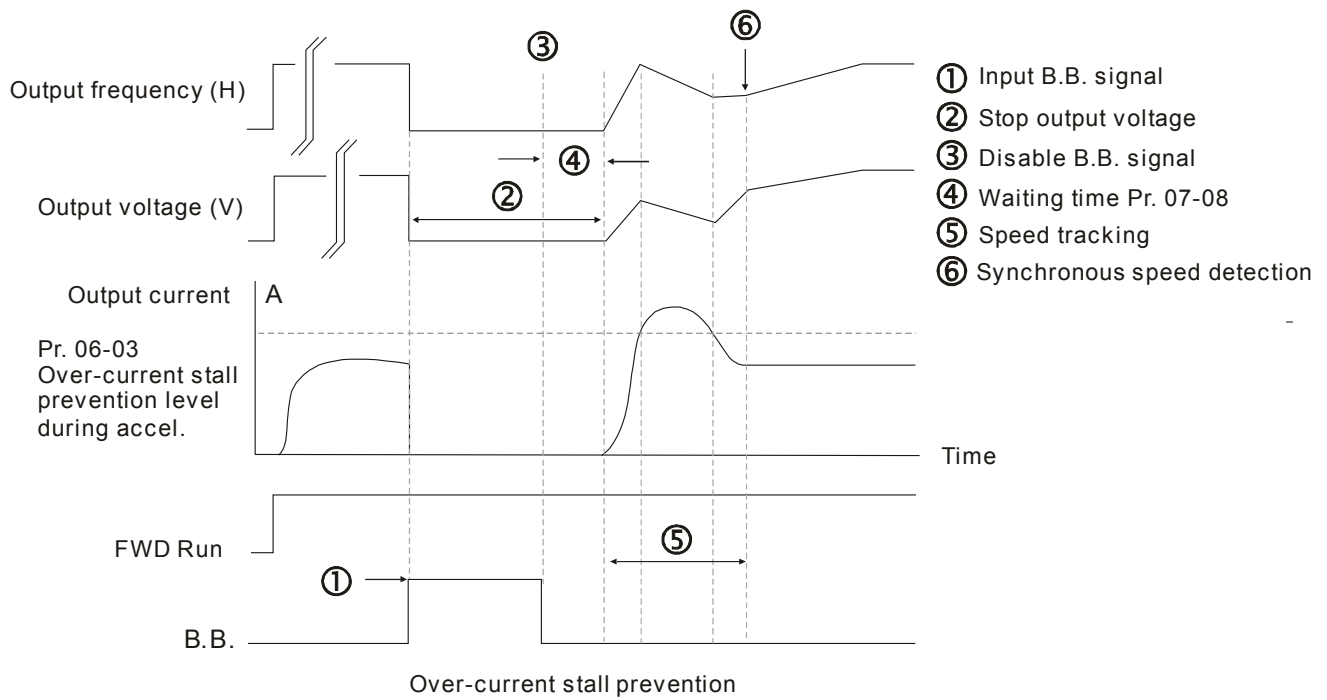 ⑥
③
Output frequency (H)
① Input B.B. signal
② Stop output voltage
③ Disable B.B. signal
④ Waiting time Pr. 07-08
⑤ Speed tracking
⑥ Synchronous speed detection
④
②
Output voltage (V)
Output current
A
Pr. 06-03
Over-current stall
prevention level
during accel.
Time
FWD Run
⑤
①
B.B.
Over-current stall prevention